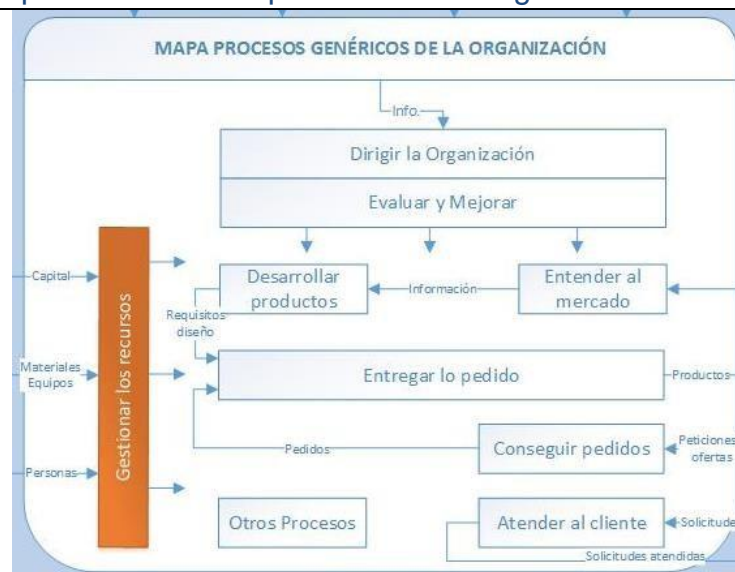 MAPA PROCESOS GENÉRICOS DE LA ORGANIZACIÓN
Info.
Dirigir la Organización
Evaluar y Mejorar
Gestionar los recursos
Capital
Desarrollar
productos
Información
Entender al
mercado
Requisitos
diseño
Materiales
Equipos
Entregar lo pedido
Productos
Pedidos
Conseguir pedidos
Peticiones
ofertas
Personas
Otros Procesos
Atender al cliente
Solicitude
Solicitudes atendidas